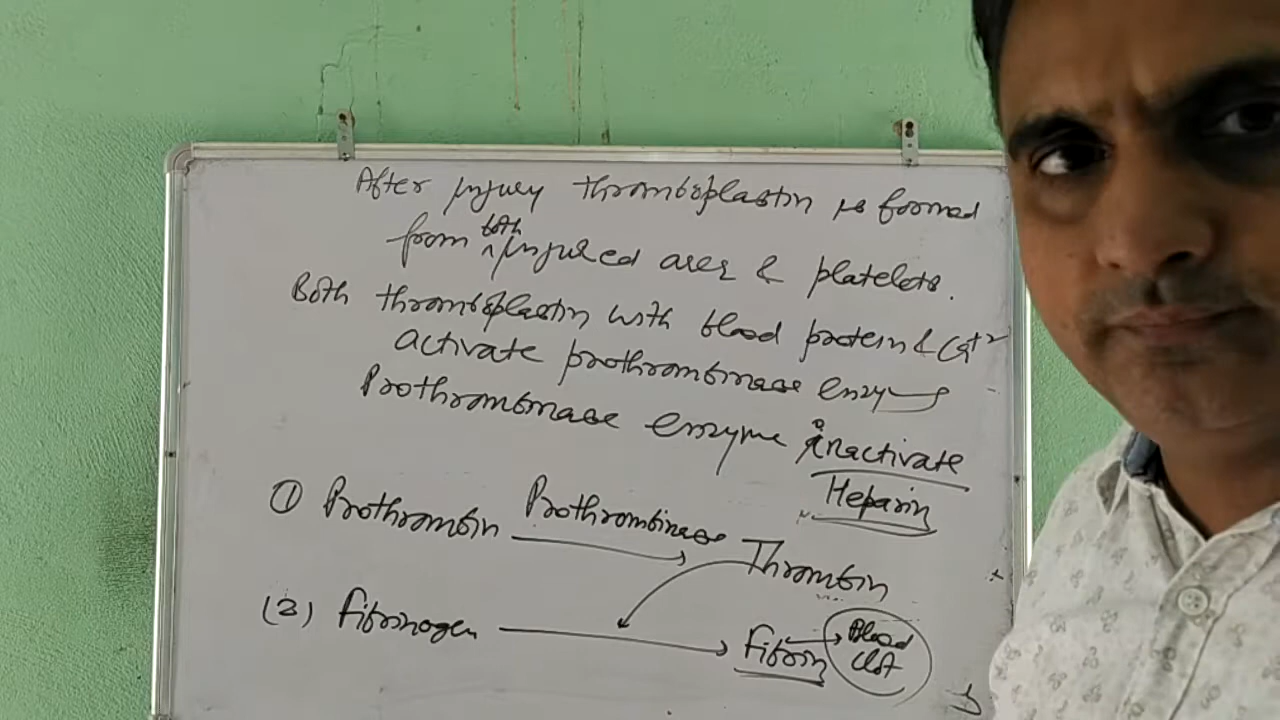 After injury thromboplastin is formed
from both injured area & platelets.
Both thromboplastin with blood protein & Ca+2
activate prothrombinase enzyme
Prothrombinase enzyme inactivate
Heparin
① Prothrombin Prothrombinase Thrombin
(2) Fibrinogen Fibrin Blood Clot